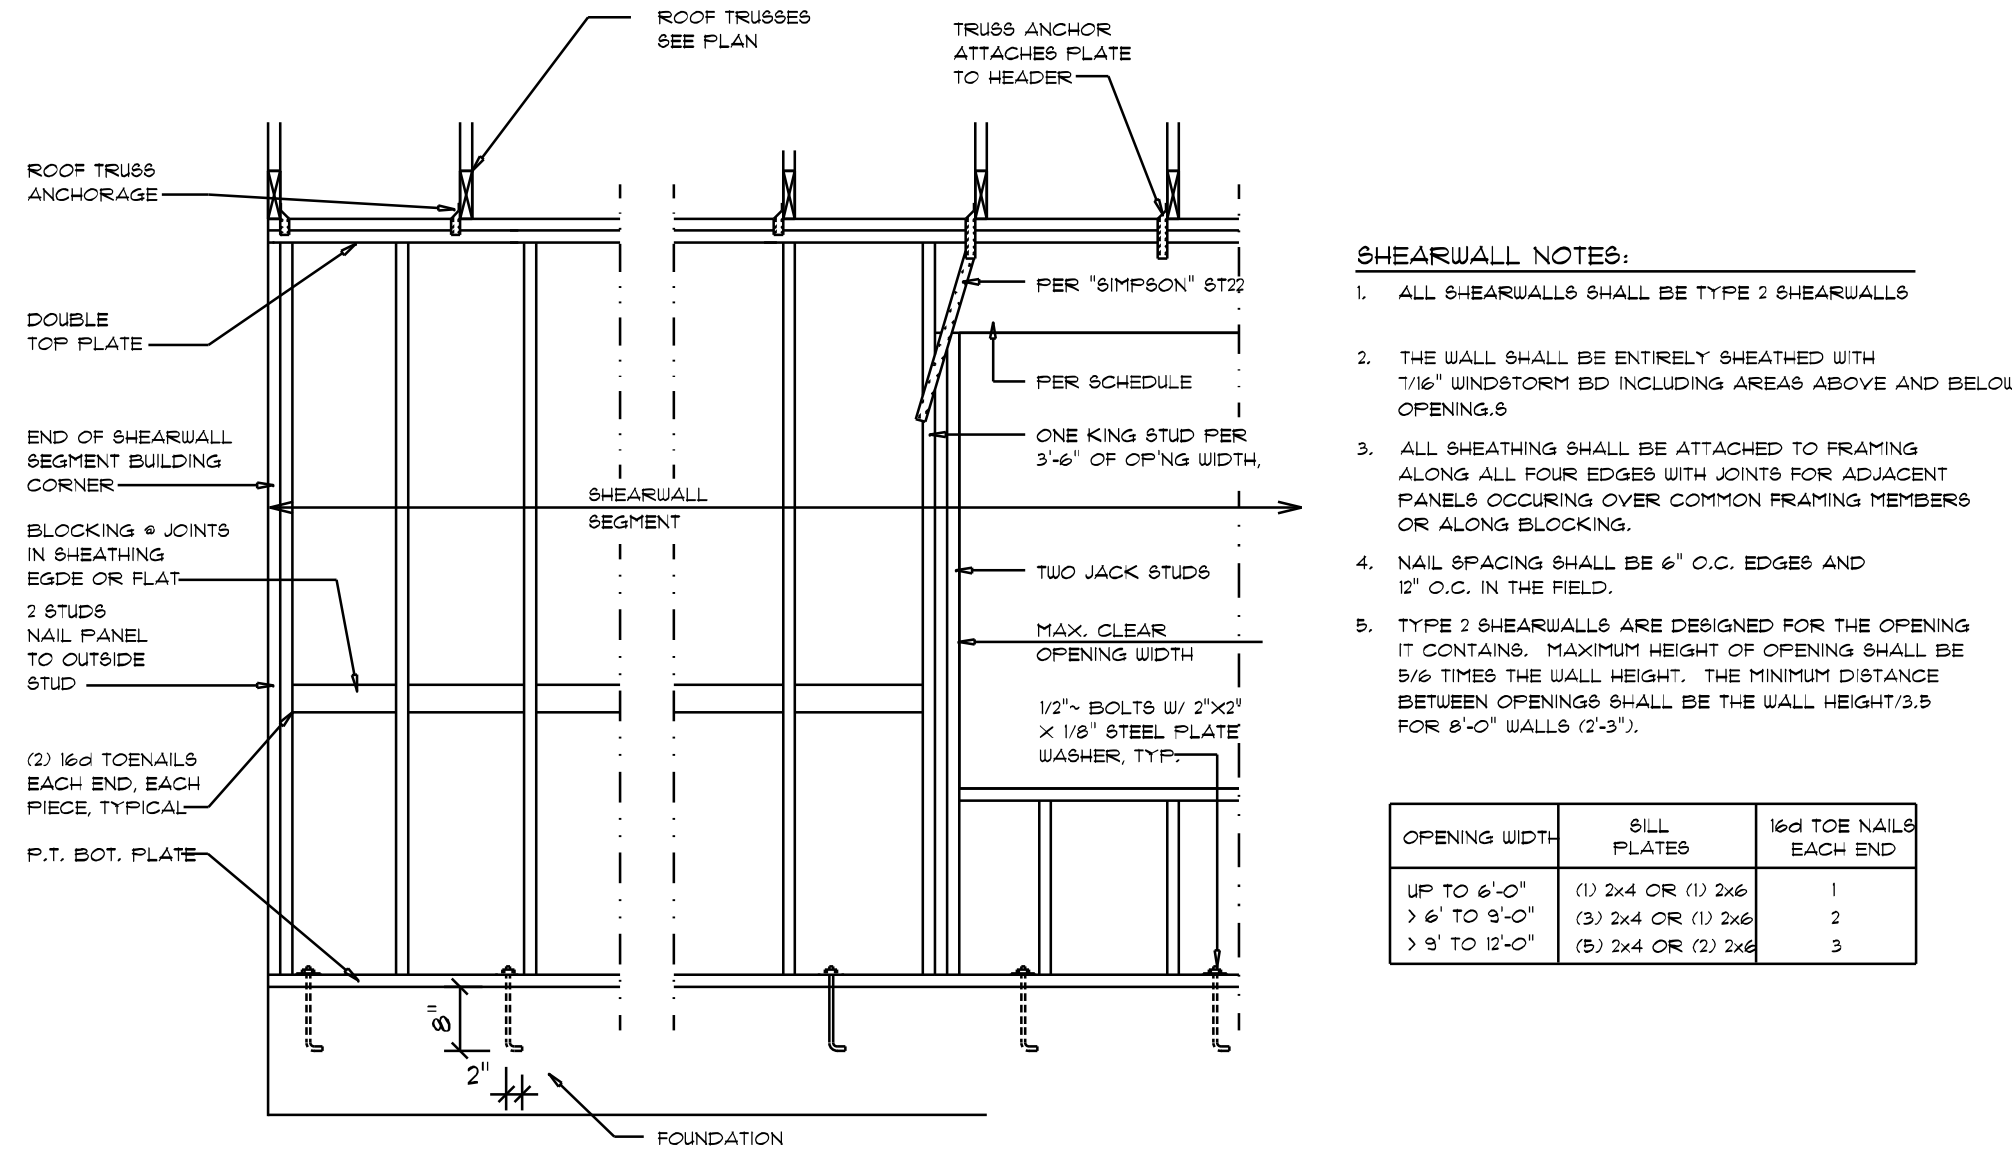 ROOF TRUSSES
SEE PLAN
TRUSS ANCHOR
ATTACHES PLATE
TO HEADER
ROOF TRUSS
ANCHORAGE
DOUBLE
TOP PLATE
END OF SHEARWALL
SEGMENT BUILDING
CORNER
BLOCKING @ JOINTS
IN SHEATHING
EGDE OR FLAT
2 STUDS
NAIL PANEL
TO OUTSIDE
STUD
(2) 16d TOENAILS
EACH END, EACH
PIECE, TYPICAL
P.T. BOT. PLATE
SHEARWALL
SEGMENT
PER "SIMPSON" ST22
PER SCHEDULE
ONE KING STUD PER
3'-6" OF OP'NG WIDTH,
TWO JACK STUDS
MAX. CLEAR
OPENING WIDTH
1/2"~ BOLTS W/ 2"X2"
X 1/8" STEEL PLATE
WASHER, TYP.
8"
2"
FOUNDATION
SHEARWALL NOTES:
1. ALL SHEARWALLS SHALL BE TYPE 2 SHEARWALLS
2. THE WALL SHALL BE ENTIRELY SHEATHED WITH
7/16" WINDSTORM BD INCLUDING AREAS ABOVE AND BELOW
OPENING.S
3. ALL SHEATHING SHALL BE ATTACHED TO FRAMING
ALONG ALL FOUR EDGES WITH JOINTS FOR ADJACENT
PANELS OCCURING OVER COMMON FRAMING MEMBERS
OR ALONG BLOCKING.
4. NAIL SPACING SHALL BE 6" O.C. EDGES AND
12" O.C. IN THE FIELD.
5. TYPE 2 SHEARWALLS ARE DESIGNED FOR THE OPENING
IT CONTAINS. MAXIMUM HEIGHT OF OPENING SHALL BE
5/6 TIMES THE WALL HEIGHT. THE MINIMUM DISTANCE
BETWEEN OPENINGS SHALL BE THE WALL HEIGHT/3.5
FOR 8'-0" WALLS (2'-3").
OPENING WIDTH
SILL
PLATES
16d TOE NAILS
EACH END
UP TO 6'-0" (1) 2x4 OR (1) 2x6 1
> 6' TO 9'-0" (3) 2x4 OR (1) 2x6 2
> 9' TO 12'-0" (5) 2x4 OR (2) 2x6 3